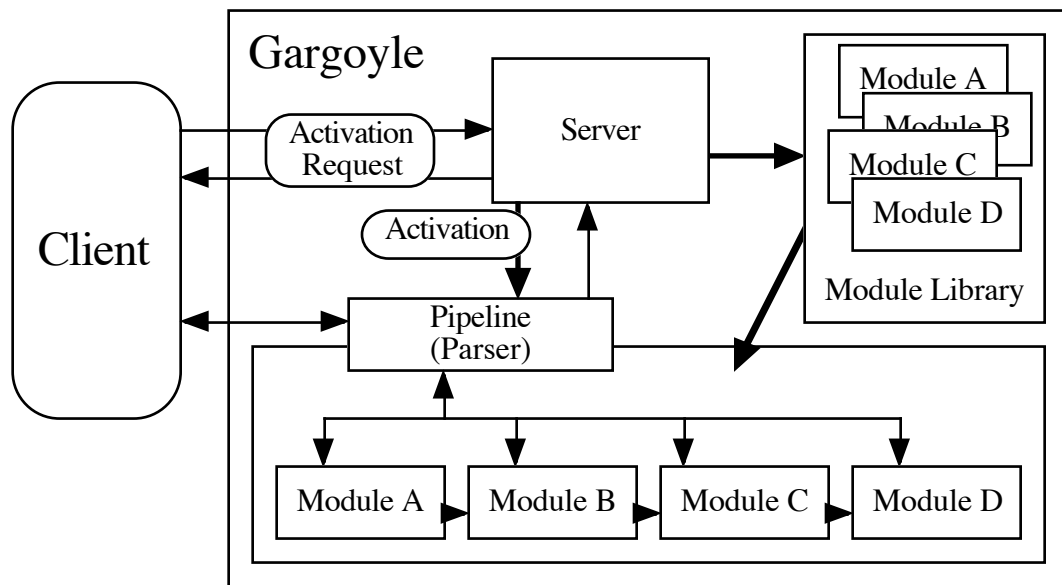 Gargoyle
Client
Activation
Request
Server
Module A
Module B
Module C
Module D
Module Library
Activation
Pipeline
(Parser)
Module A
Module B
Module C
Module D